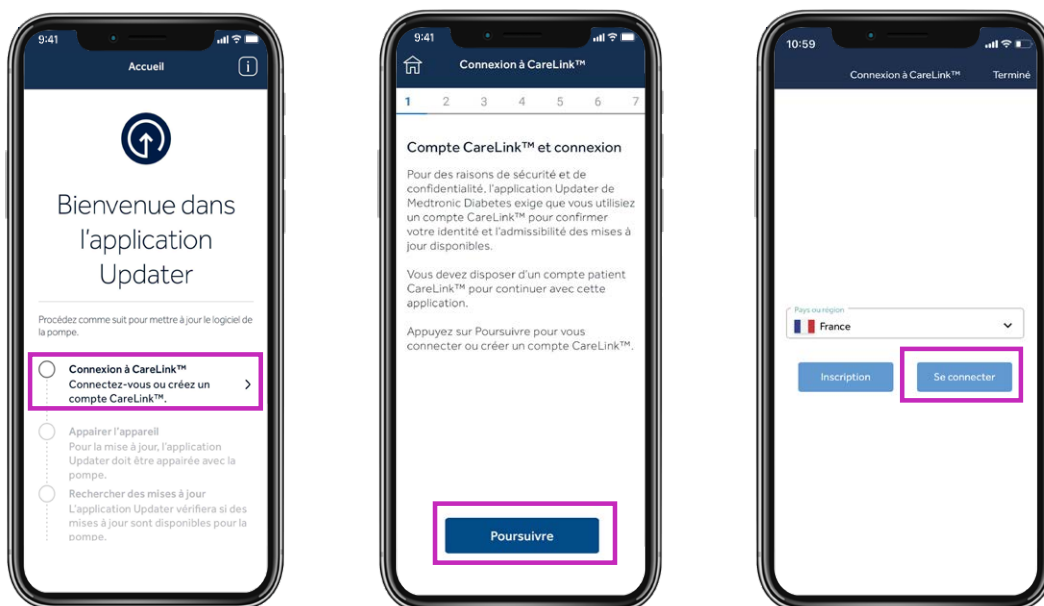 9:41
Accueil
Bienvenue dans
l'application
Updater
Procédez comme suit pour mettre à jour le logiciel de
la pompe.
Connexion à CareLink™
Connectez-vous ou créez un
compte CareLink™.
Appairer l'appareil
Pour la mise à jour, l'application
Updater doit être appairée avec la
pompe.
Rechercher des mises à jour
L'application Updater vérifiera si des
mises à jour sont disponibles pour la
pompe.
9:41
Connexion à CareLink™
1 2 3 4 5 6 7
Compte CareLink™ et connexion
Pour des raisons de sécurité et de
confidentialité, l'application Updater de
Medtronic Diabetes exige que vous utilisiez
un compte CareLink™ pour confirmer
votre identité et l'admissibilité des mises à
jour disponibles.
Vous devez disposer d'un compte patient
CareLink™ pour continuer avec cette
application.
Appuyez sur Poursuivre pour vous
connecter ou créer un compte CareLink™.
Poursuivre
10:59
Connexion à CareLink™ Terminé
Pays ou région
France
Inscription Se connecter